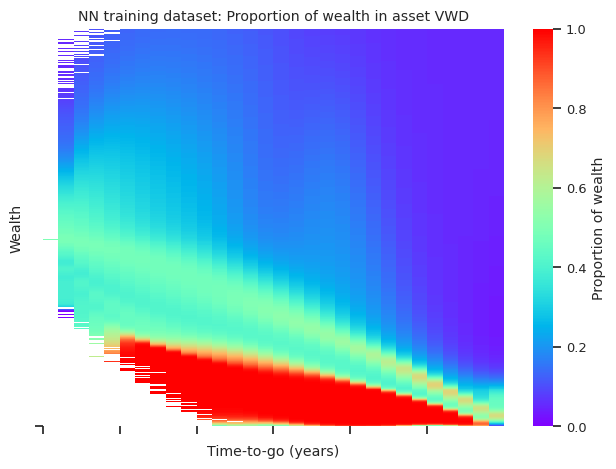 NN training dataset: Proportion of wealth in asset VWD
Wealth
Time-to-go (years)
1.0
0.8
0.6
0.4
0.2
0.0
Proportion of wealth